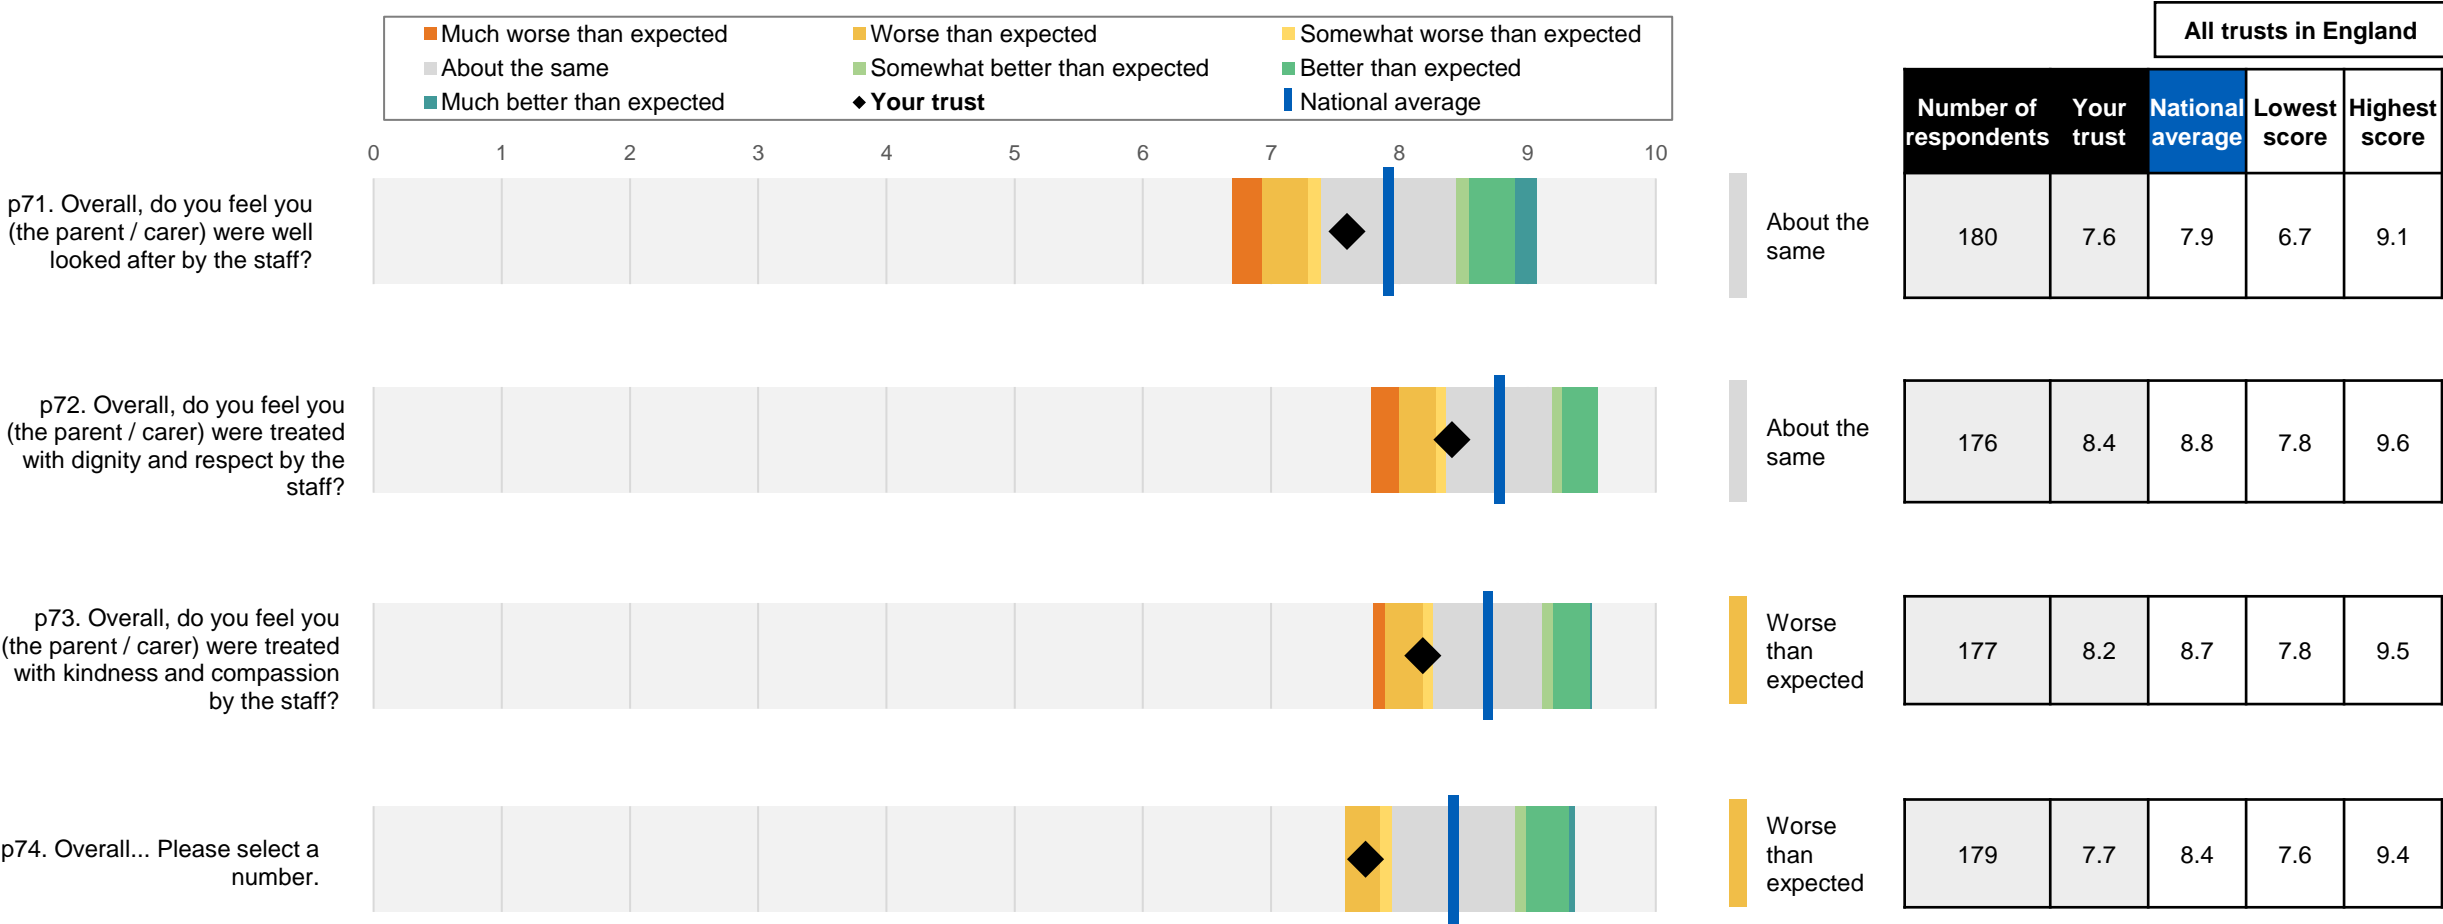 Much worse than expected
Worse than expected
Somewhat worse than expected
About the same
Somewhat better than expected
Better than expected
Much better than expected
Your trust
National average
All trusts in England
Number of respondents
Your trust
National average
Lowest score
Highest score
0 1 2 3 4 5 6 7 8 9 10
p71. Overall, do you feel you
(the parent / carer) were well
looked after by the staff?
About the
same
180 7.6 7.9 6.7 9.1
p72. Overall, do you feel you
(the parent / carer) were treated
with dignity and respect by the
staff?
About the
same
176 8.4 8.8 7.8 9.6
p73. Overall, do you feel you
(the parent / carer) were treated
with kindness and compassion
by the staff?
Worse
than
expected
177 8.2 8.7 7.8 9.5
p74. Overall... Please select a
number.
Worse
than
expected
179 7.7 8.4 7.6 9.4